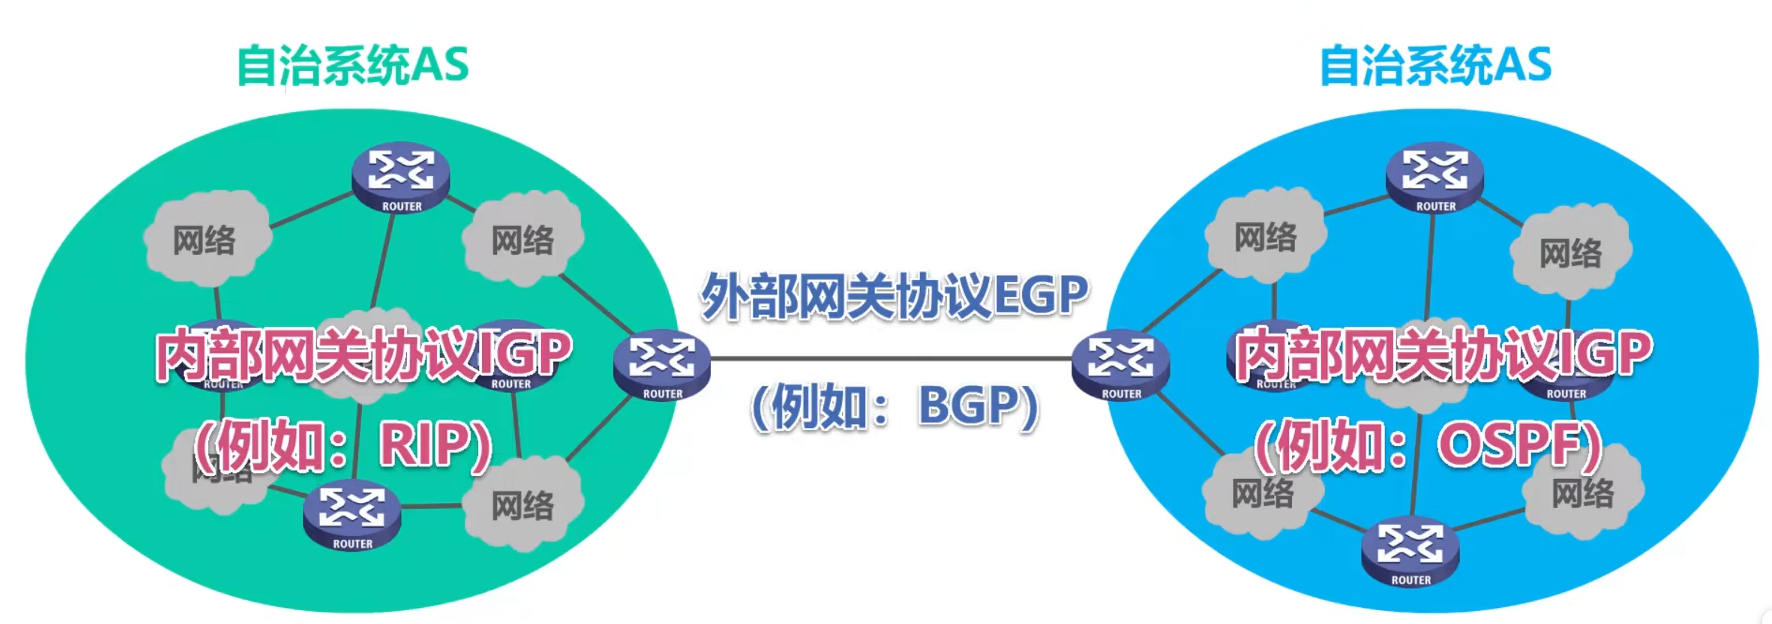 自治系统AS
自治系统AS
ROUTER
ROUTER
网络
网络
网络
网络
外部网关协议EGP
内部网关协议IGP
内部网关协议IGP
ROUTER
ROUTER
ROUTER
ROUTER
ROUTER
ROUTER
(例如：BGP)
(例如：RIP)
(例如：OSPF)
网络
网络
网络
网络
ROUTER
ROUTER